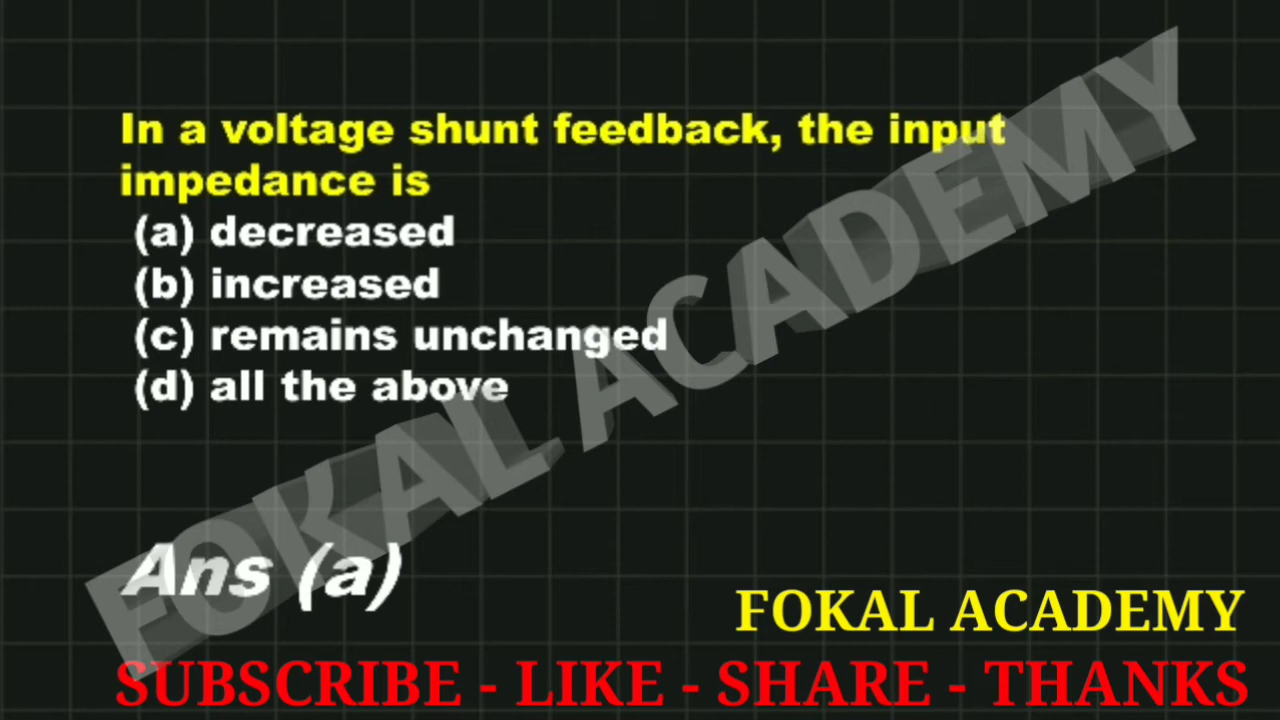 In a voltage shunt feedback, the input
impedance is
(a) decreased
(b) increased
(c) remains unchanged
(d) all the above
FOKAL ACADEMY
Ans (a)
FOKAL ACADEMY
SUBSCRIBE - LIKE - SHARE - THANKS